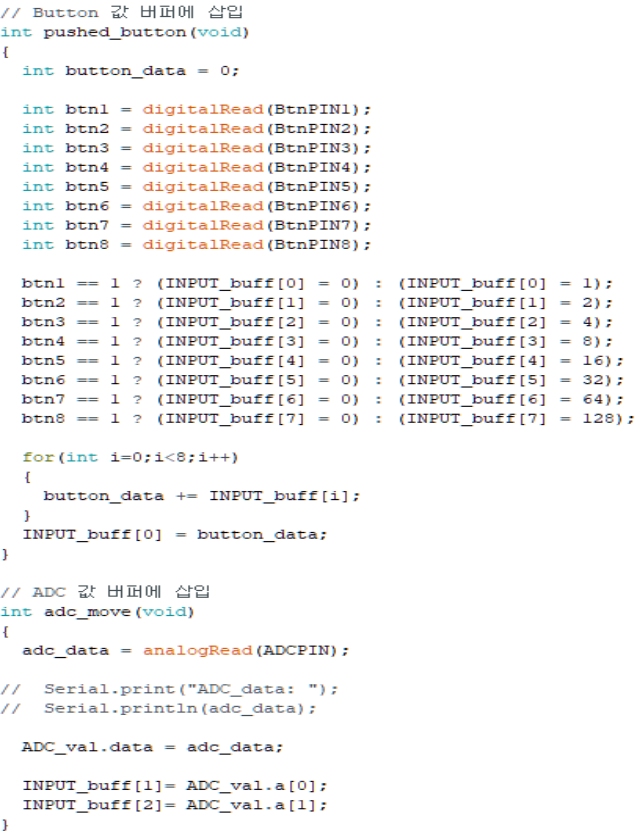 // Button 값 버퍼에 삽입
int pushed_button(void)
{
  int button_data = 0;

  int btn1 = digitalRead(BtnPIN1);
  int btn2 = digitalRead(BtnPIN2);
  int btn3 = digitalRead(BtnPIN3);
  int btn4 = digitalRead(BtnPIN4);
  int btn5 = digitalRead(BtnPIN5);
  int btn6 = digitalRead(BtnPIN6);
  int btn7 = digitalRead(BtnPIN7);
  int btn8 = digitalRead(BtnPIN8);

  btn1 == 1 ? (INPUT_buff[0] = 0) : (INPUT_buff[0] = 1);
  btn2 == 1 ? (INPUT_buff[1] = 0) : (INPUT_buff[1] = 2);
  btn3 == 1 ? (INPUT_buff[2] = 0) : (INPUT_buff[2] = 4);
  btn4 == 1 ? (INPUT_buff[3] = 0) : (INPUT_buff[3] = 8);
  btn5 == 1 ? (INPUT_buff[4] = 0) : (INPUT_buff[4] = 16);
  btn6 == 1 ? (INPUT_buff[5] = 0) : (INPUT_buff[5] = 32);
  btn7 == 1 ? (INPUT_buff[6] = 0) : (INPUT_buff[6] = 64);
  btn8 == 1 ? (INPUT_buff[7] = 0) : (INPUT_buff[7] = 128);

  for(int i=0;i<8;i++)
  {
    button_data += INPUT_buff[i];
  }
  INPUT_buff[0] = button_data;
}

// ADC 값 버퍼에 삽입
int adc_move(void)
{
  adc_data = analogRead(ADCPIN);

//  Serial.print("ADC_data: ");
//  Serial.println(adc_data);

  ADC_val.data = adc_data;

  INPUT_buff[1]= ADC_val.a[0];
  INPUT_buff[2]= ADC_val.a[1];
}